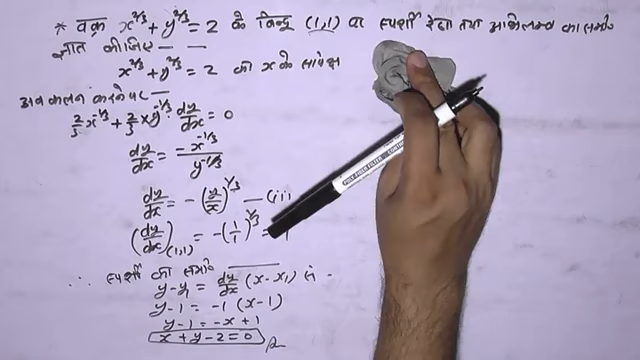 * वक्र x^{2/3} + y^{2/3} = 2 के बिन्दु (1,1) पर स्पर्शी रेखा तथा अभिलम्ब का समी०
ज्ञात कीजिए — —
x^{2/3} + y^{2/3} = 2 का x के सापेक्ष
अवकलन करने पर —
2/3 x^{-1/3} + 2/3 × y^{-1/3} · dy/dx = 0
dy/dx = -x^{-1/3} / y^{-1/3}
dy/dx = -(y/x)^{1/3} — (ii)
(dy/dx)_{(1,1)} = -(1/1)^{1/3} =
∴ स्पर्शी का समी०
y - y₁ = dy/dx (x - x₁) से -
y - 1 = -1 (x - 1)
y - 1 = -x + 1
x + y - 2 = 0
CONTR